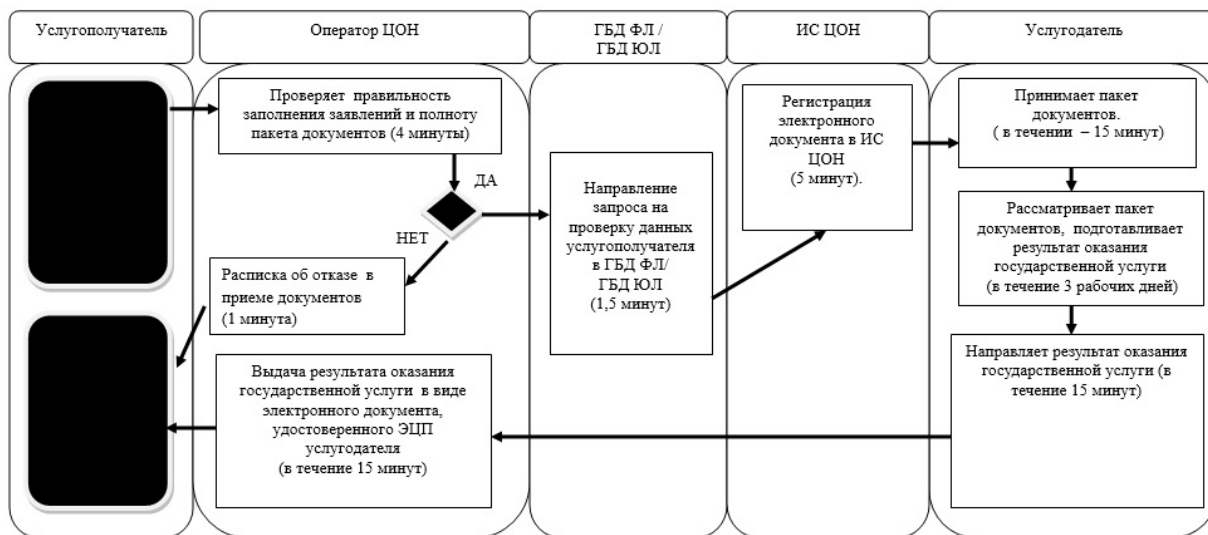 Услугополучатель
Оператор ЦОН
ГБД ФЛ /
ГБД ЮЛ
ИС ЦОН
Услугодатель
Проверяет правильность
заполнения заявлений и полноту
пакета документов (4 минуты)
ДА
НЕТ
Расписка об отказе в
приеме документов
(1 минута)
Направление
запроса на
проверку данных
услугополучателя
в ГБД ФЛ/
ГБД ЮЛ
(1,5 минут)
Регистрация
электронного
документа в ИС
ЦОН
(5 минут).
Принимает пакет
документов.
( в течении – 15 минут)
Рассматривает пакет
документов, подготавливает
результат оказания
государственной услуги
(в течение 3 рабочих дней)
Направляет результат оказания
государственной услуги (в
течение 15 минут)
Выдача результата оказания
государственной услуги в виде
электронного документа,
удостоверенного ЭЦП
услугодателя
(в течение 15 минут)